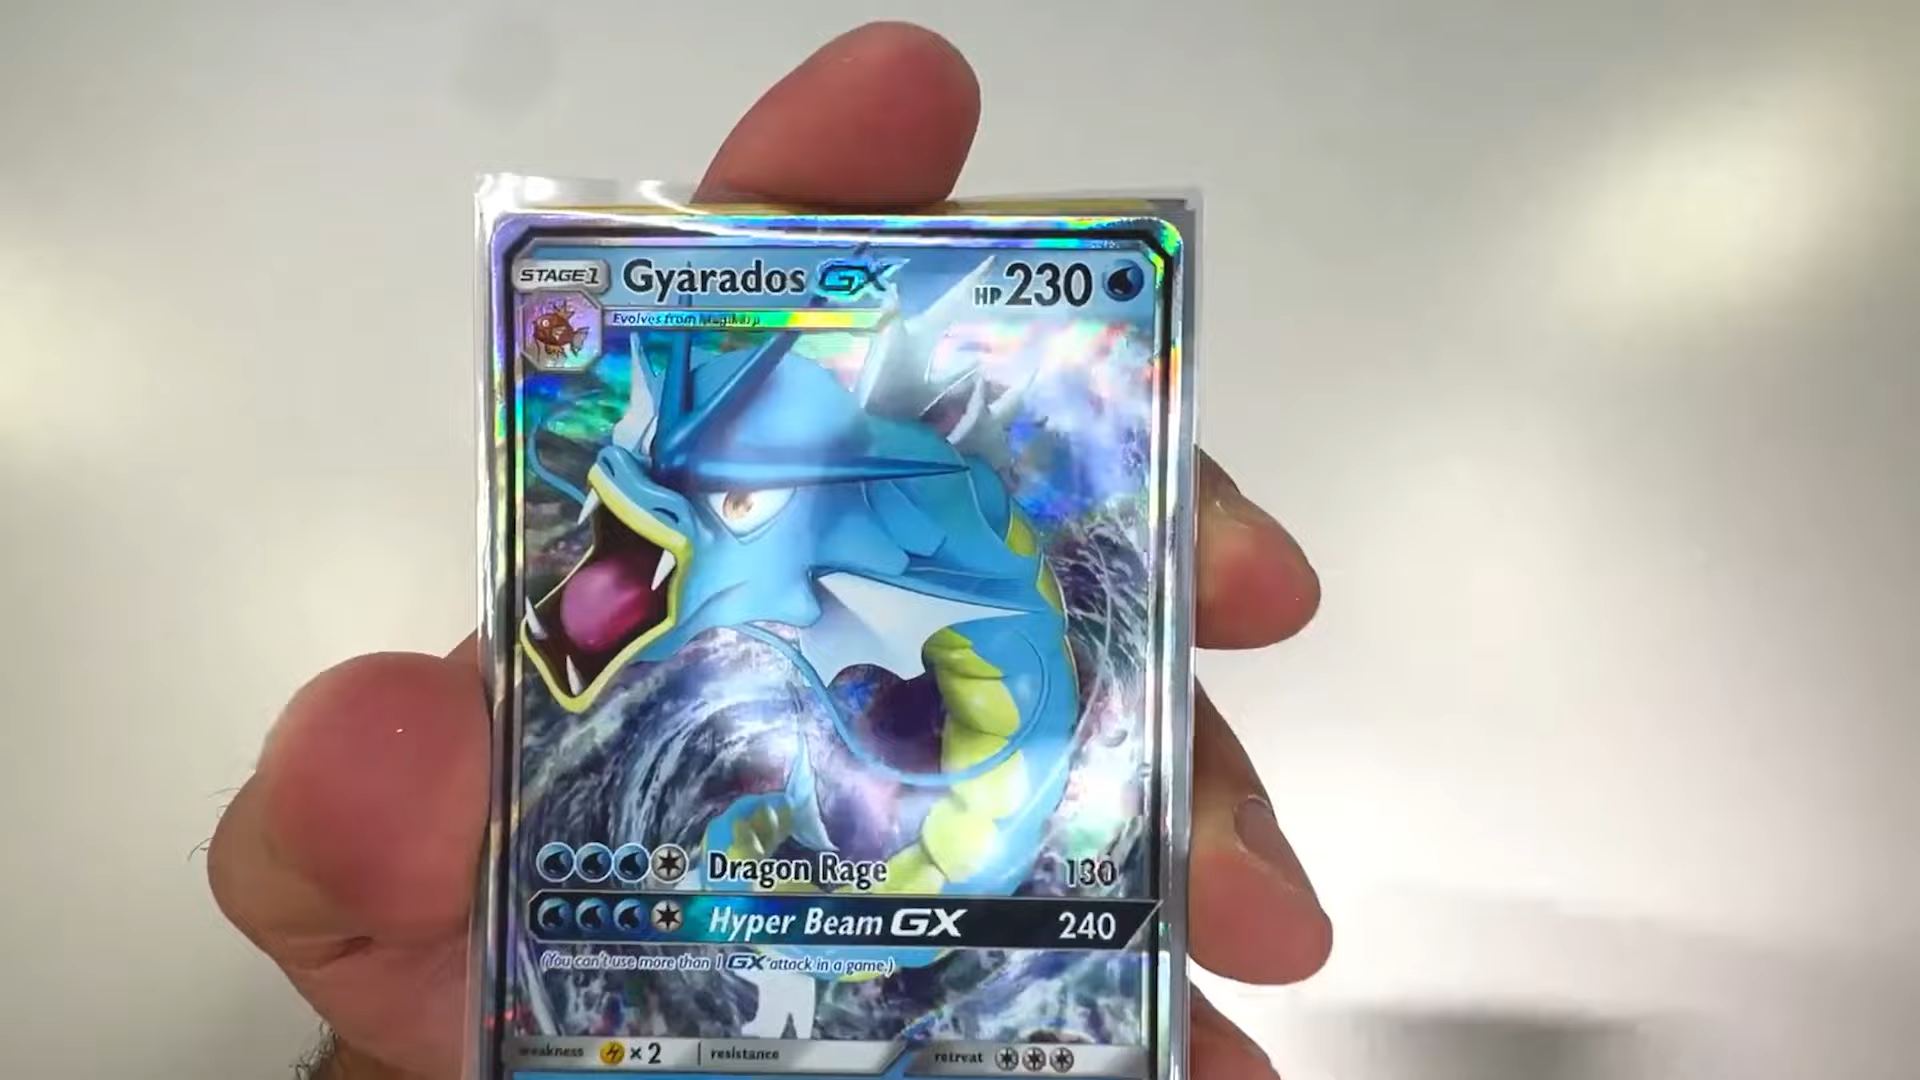 STAGE1 Gyarados GX HP 230
Evolves from Magikarp
Dragon Rage 130
Hyper Beam GX 240
(You can't use more than 1 GX attack in a game.)
weakness ×2 resistance retreat